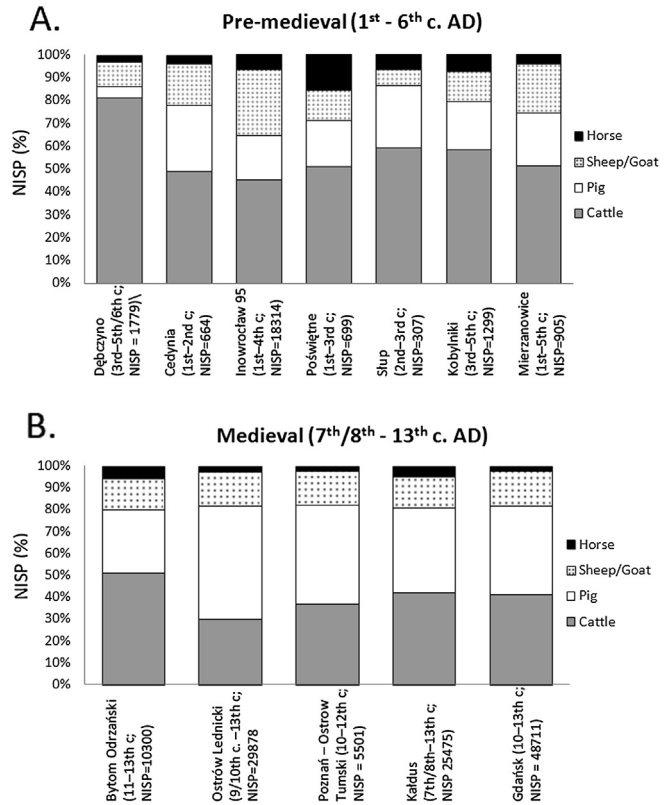 A.
Pre-medieval (1st - 6th c. AD)
NISP (%)
100%
90%
80%
70%
60%
50%
40%
30%
20%
10%
0%
Horse
Sheep/Goat
Pig
Cattle
Dębczyno
(3rd–5th/6th c;
NISP = 1779)\
Cedynia
(1st–2nd c;
NISP=664)
Inowrocław 95
(1st–4th c;
NISP=18314)
Poświętne
(1st–3rd c;
NISP=699)
Słup
(2nd–3rd c;
NISP=307)
Kobylniki
(3rd–5th c;
NISP=1299)
Mierzanowice
(1st–5th c;
NISP=905)
B.
Medieval (7th/8th - 13th c. AD)
NISP (%)
100%
90%
80%
70%
60%
50%
40%
30%
20%
10%
0%
Horse
Sheep/Goat
Pig
Cattle
Bytom Odrzański
(11–13th c;
NISP=10300)
Ostrów Lednicki
(9/10th c. –13th c;
NISP=29878
Poznań – Ostrow
Tumski (10–12th c;
NISP = 5501)
Kałdus
(7th/8th–13th c;
NISP 25475)
Gdańsk (10–13th c;
NISP = 48711)